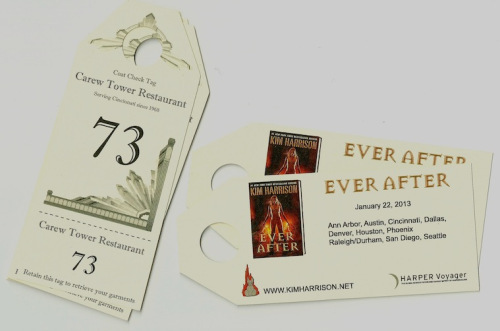 Coat Check Tag
Carew Tower Restaurant
Serving Cincinnati since 1968
73
Carew Tower Restaurant
73
Retain this tag to retrieve your garments
your garments
KIM HARRISON
EVER AFTER
EVER AFTER
KIM HARRISON
EVER
AFTER
January 22, 2013
Ann Arbor, Austin, Cincinnati, Dallas,
Denver, Houston, Phoenix
Raleigh/Durham, San Diego, Seattle
WWW.KIMHARRISON.NET
HARPER Voyager